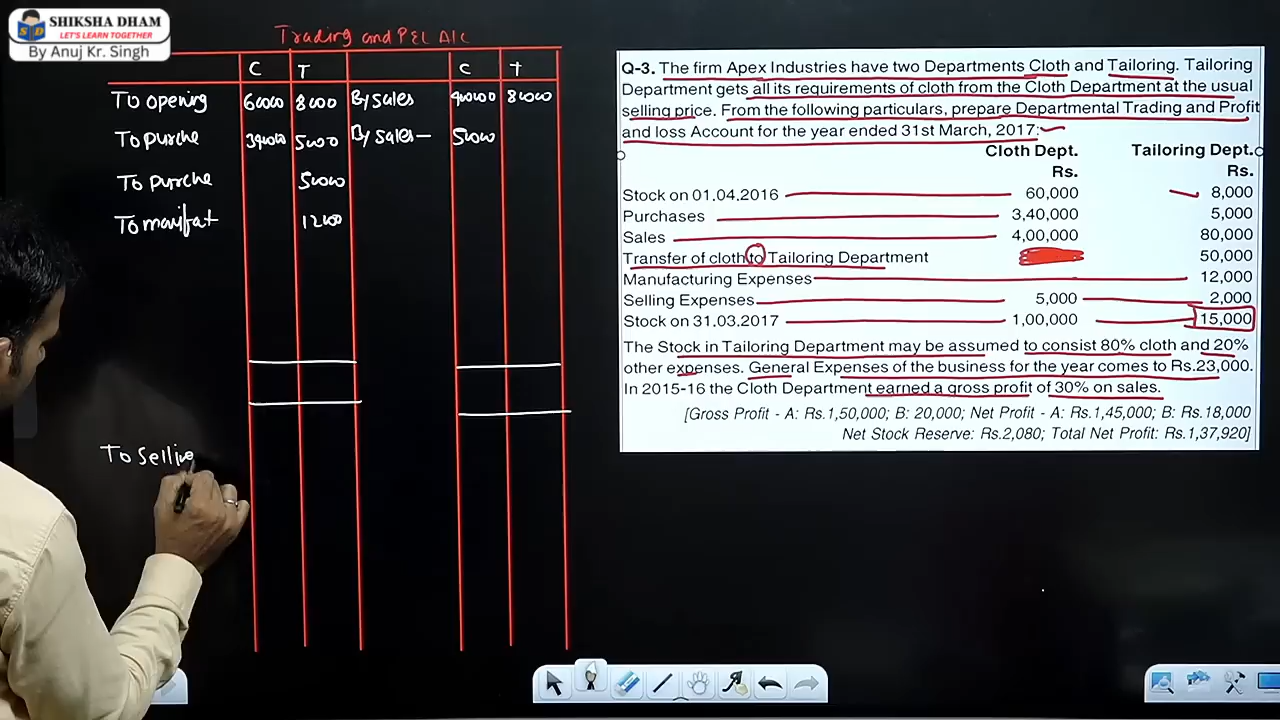 SHIKSHA DHAM
LET'S LEARN TOGETHER
SD
By Anuj Kr. Singh
Trading and P&L A/c
C T C T
To opening 60000 8000 By Sales 400000 80000
To purche 340000 5000 By Sales — 50000
To purche 50000
To manifat 12000
To Selling
Q-3. The firm Apex Industries have two Departments Cloth and Tailoring. Tailoring
Department gets all its requirements of cloth from the Cloth Department at the usual
selling price. From the following particulars, prepare Departmental Trading and Profit
and loss Account for the year ended 31st March, 2017:
Cloth Dept. Tailoring Dept.
Rs. Rs.
Stock on 01.04.2016 60,000 8,000
Purchases 3,40,000 5,000
Sales 4,00,000 80,000
Transfer of cloth to Tailoring Department 50,000
Manufacturing Expenses 12,000
Selling Expenses 5,000 2,000
Stock on 31.03.2017 1,00,000 15,000
The Stock in Tailoring Department may be assumed to consist 80% cloth and 20%
other expenses. General Expenses of the business for the year comes to Rs.23,000.
In 2015-16 the Cloth Department earned a gross profit of 30% on sales.
[Gross Profit - A: Rs.1,50,000; B: 20,000; Net Profit - A: Rs.1,45,000; B: Rs.18,000
Net Stock Reserve: Rs.2,080; Total Net Profit: Rs.1,37,920]